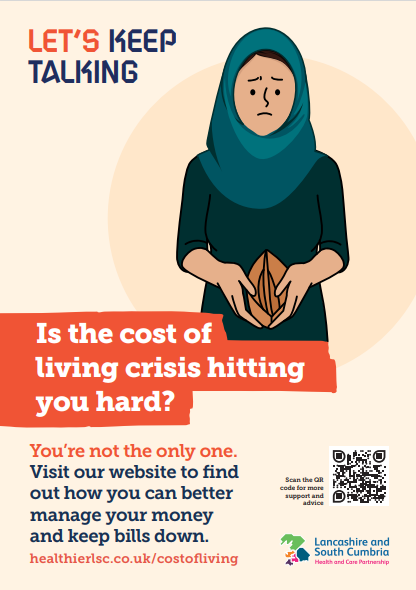 LET'S KEEP
TALKING
Is the cost of
living crisis hitting
you hard?
You're not the only one.
Visit our website to find
out how you can better
manage your money
and keep bills down.
healthierlsc.co.uk/costofliving
Scan the QR
code for more
support and
advice
Lancashire and
South Cumbria
Health and Care Partnership